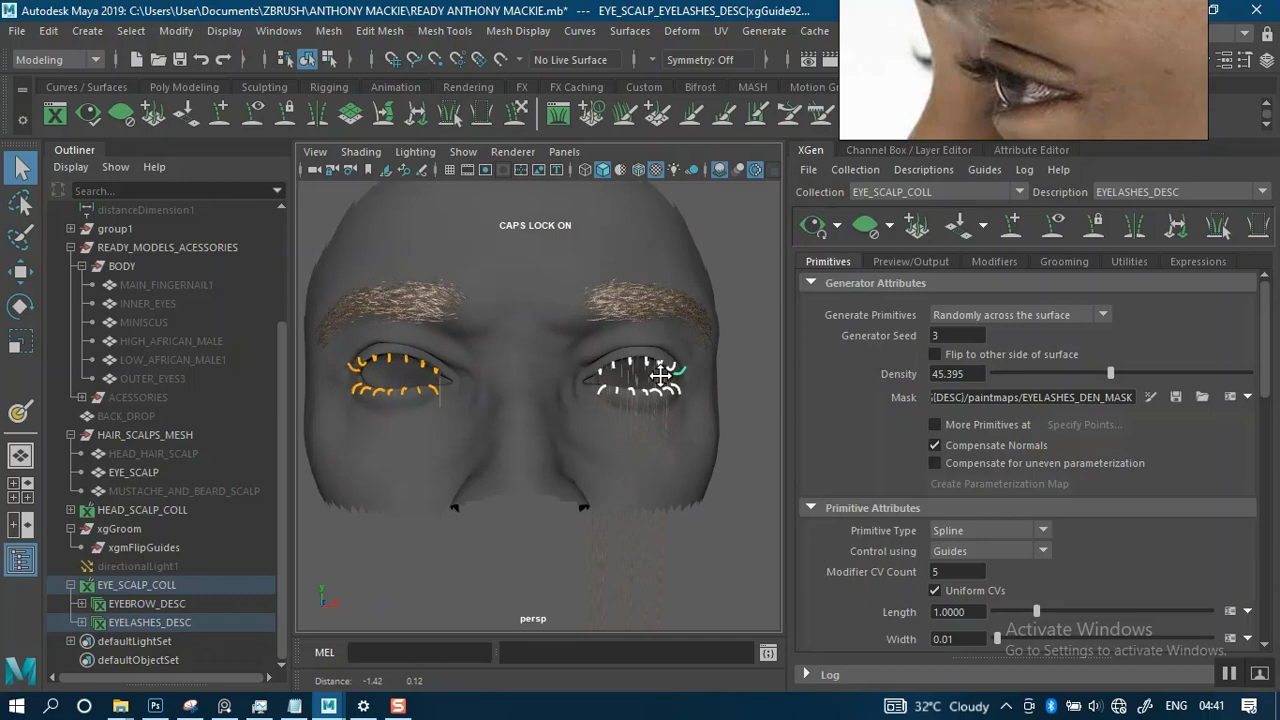 Autodesk Maya 2019: C:\Users\User\Documents\ZBRUSH\ANTHONY MACKIE\READY ANTHONY MACKIE.mb* --- EYE_SCALP_EYELASHES_DESC|xgGuide92...
File Edit Create Select Modify Display Windows Mesh Edit Mesh Mesh Tools Mesh Display Curves Surfaces Deform UV Generate Cache
Modeling No Live Surface Symmetry: Off
Curves / Surfaces Poly Modeling Sculpting Rigging Animation Rendering FX FX Caching Custom Bifrost MASH Motion Gr
Outliner
Display Show Help
Search...
distanceDimension1
group1
READY_MODELS_ACESSORIES
BODY
MAIN_FINGERNAIL1
INNER_EYES
MINISCUS
HIGH_AFRICAN_MALE
LOW_AFRICAN_MALE1
OUTER_EYES3
ACESSORIES
BACK_DROP
HAIR_SCALPS_MESH
HEAD_HAIR_SCALP
EYE_SCALP
MUSTACHE_AND_BEARD_SCALP
HEAD_SCALP_COLL
xgGroom
xgmFlipGuides
directionalLight1
EYE_SCALP_COLL
EYEBROW_DESC
EYELASHES_DESC
defaultLightSet
defaultObjectSet
View Shading Lighting Show Renderer Panels
CAPS LOCK ON
persp
MEL
Distance: -1.42 0.12
XGen Channel Box / Layer Editor Attribute Editor
File Collection Descriptions Guides Log Help
Collection EYE_SCALP_COLL Description EYELASHES_DESC
Primitives Preview/Output Modifiers Grooming Utilities Expressions
Generator Attributes
Generate Primitives Randomly across the surface
Generator Seed 3
Flip to other side of surface
Density 45.395
Mask ;{DESC}/paintmaps/EYELASHES_DEN_MASK
More Primitives at Specify Points...
Compensate Normals
Compensate for uneven parameterization
Create Parameterization Map
Primitive Attributes
Primitive Type Spline
Control using Guides
Modifier CV Count 5
Uniform CVs
Length 1.0000
Width 0.01
Activate Windows
Go to Settings to activate Windows.
Log
32°C Cloudy ENG 04:41